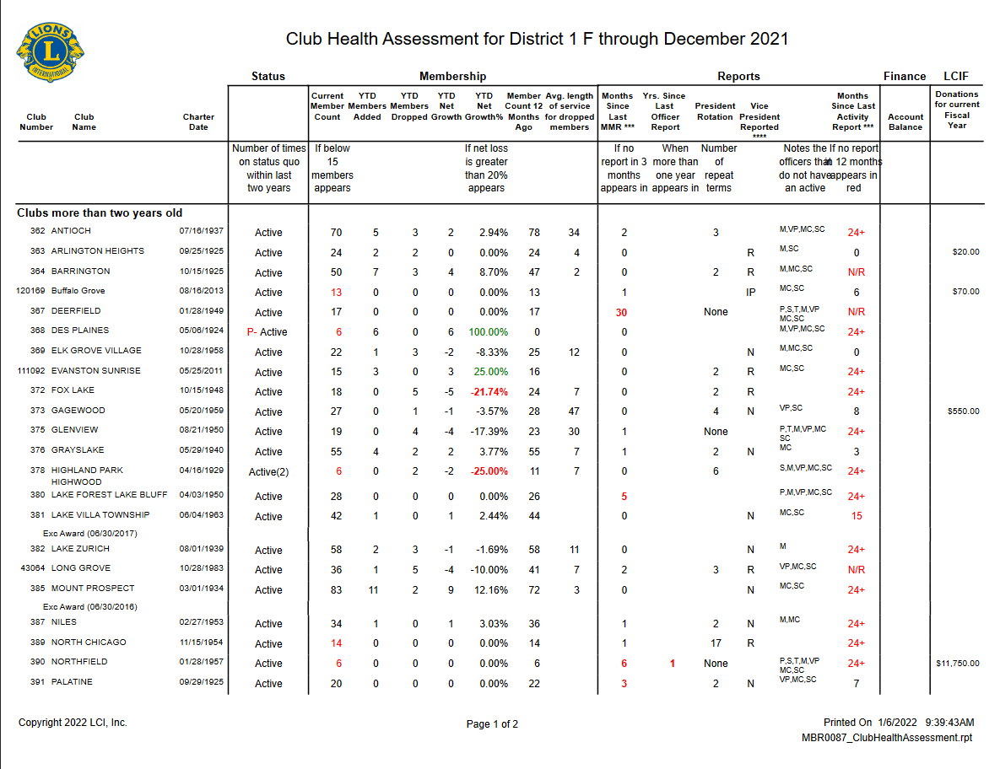 LIONS
L
INTERNATIONAL
Club Health Assessment for District 1 F through December 2021
Status Membership Reports Finance LCIF
Club Number Club Name Charter Date Current Member Count YTD Members Added YTD Members Dropped YTD Net Growth YTD Net Growth% Member Count 12 Months Ago Avg. length of service for dropped members Months Since Last MMR *** Yrs. Since Last Officer Report President Rotation Vice President Reported **** Months Since Last Activity Report *** Account Balance Donations for current Fiscal Year
Number of times on status quo within last two years If below 15 members appears If net loss is greater than 20% appears If no report in 3 months appears in When more than one year appears in Number of repeat terms Notes the officers that do not have an active If no report in 12 months appears in red
Clubs more than two years old
362 ANTIOCH 07/16/1937 Active 70 5 3 2 2.94% 78 34 2 3 M,VP,MC,SC 24+
363 ARLINGTON HEIGHTS 09/25/1925 Active 24 2 2 0 0.00% 24 4 0 R M,SC 0 $20.00
364 BARRINGTON 10/15/1925 Active 50 7 3 4 8.70% 47 2 0 2 R M,MC,SC N/R
120169 Buffalo Grove 08/16/2013 Active 13 0 0 0 0.00% 13 1 IP MC,SC 6 $70.00
367 DEERFIELD 01/28/1949 Active 17 0 0 0 0.00% 17 30 None P,S,T,M,VP MC,SC N/R
368 DES PLAINES 05/06/1924 P- Active 6 6 0 6 100.00% 0 0 M,VP,MC,SC 24+
369 ELK GROVE VILLAGE 10/28/1958 Active 22 1 3 -2 -8.33% 25 12 0 N M,MC,SC 0
111092 EVANSTON SUNRISE 05/25/2011 Active 15 3 0 3 25.00% 16 0 2 R MC,SC 24+
372 FOX LAKE 10/15/1948 Active 18 0 5 -5 -21.74% 24 7 0 2 R 24+
373 GAGEWOOD 05/20/1959 Active 27 0 1 -1 -3.57% 28 47 0 4 N VP,SC 8 $550.00
375 GLENVIEW 08/21/1950 Active 19 0 4 -4 -17.39% 23 30 1 None P,T,M,VP,MC SC 24+
376 GRAYSLAKE 05/29/1940 Active 55 4 2 2 3.77% 55 7 1 2 N MC 3
378 HIGHLAND PARK HIGHWOOD 04/16/1929 Active(2) 6 0 2 -2 -25.00% 11 7 0 6 S,M,VP,MC,SC 24+
380 LAKE FOREST LAKE BLUFF 04/03/1950 Active 28 0 0 0 0.00% 26 5 P,M,VP,MC,SC 24+
381 LAKE VILLA TOWNSHIP 06/04/1963 Active 42 1 0 1 2.44% 44 0 N MC,SC 15
Exc Award (06/30/2017)
382 LAKE ZURICH 08/01/1939 Active 58 2 3 -1 -1.69% 58 11 0 N M 24+
43064 LONG GROVE 10/28/1983 Active 36 1 5 -4 -10.00% 41 7 2 3 R VP,MC,SC N/R
385 MOUNT PROSPECT 03/01/1934 Active 83 11 2 9 12.16% 72 3 0 N MC,SC 24+
Exc Award (06/30/2016)
387 NILES 02/27/1953 Active 34 1 0 1 3.03% 36 1 2 N M,MC 24+
389 NORTH CHICAGO 11/15/1954 Active 14 0 0 0 0.00% 14 1 17 R 24+
390 NORTHFIELD 01/28/1957 Active 6 0 0 0 0.00% 6 6 1 None P,S,T,M,VP MC,SC 24+ $11,750.00
391 PALATINE 09/29/1925 Active 20 0 0 0 0.00% 22 3 2 N VP,MC,SC 7
Copyright 2022 LCI, Inc. Page 1 of 2 Printed On 1/6/2022 9:39:43AM
MBR0087_ClubHealthAssessment.rpt